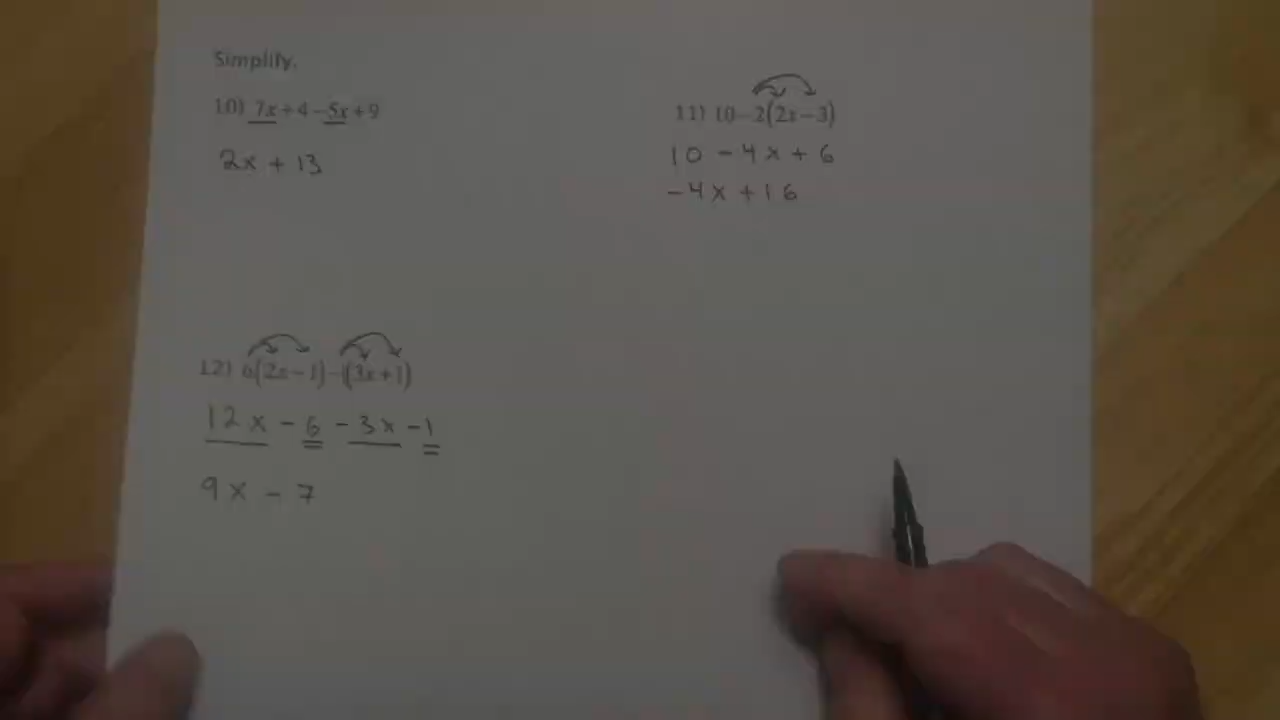 Simplify.
10) 7x+4-5x+9
2x + 13
11) 10-2(2x-3)
10 - 4x + 6
-4x + 16
12) 6(2x-1)-(3x+1)
12x - 6 - 3x - 1
9x - 7